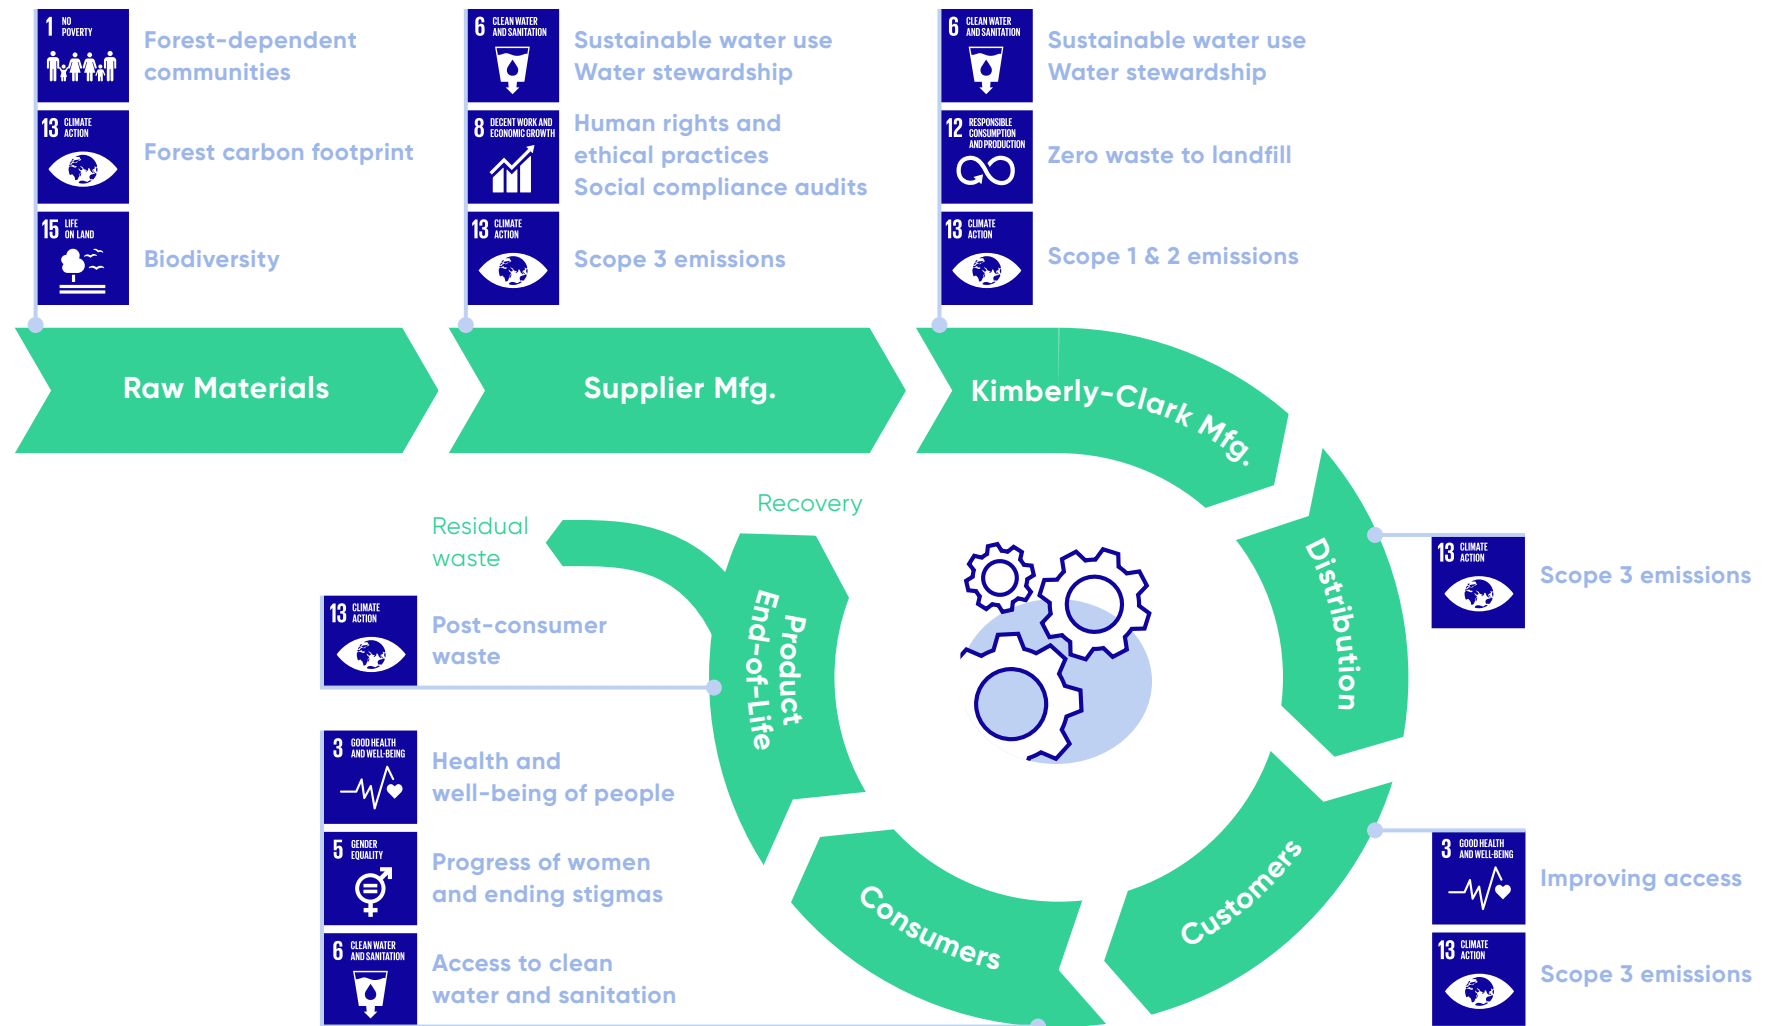 1 NO
POVERTY
Forest-dependent
communities
13 CLIMATE
ACTION
Forest carbon footprint
15 LIFE
ON LAND
Biodiversity
6 CLEAN WATER
AND SANITATION
Sustainable water use
Water stewardship
8 DECENT WORK AND
ECONOMIC GROWTH
Human rights and
ethical practices
Social compliance audits
13 CLIMATE
ACTION
Scope 3 emissions
6 CLEAN WATER
AND SANITATION
Sustainable water use
Water stewardship
12 RESPONSIBLE
CONSUMPTION
AND PRODUCTION
Zero waste to landfill
13 CLIMATE
ACTION
Scope 1 & 2 emissions
Raw Materials
Supplier Mfg.
Kimberly-Clark Mfg.
Distribution
13 CLIMATE
ACTION
Scope 3 emissions
Customers
3 GOOD HEALTH
AND WELL-BEING
Improving access
13 CLIMATE
ACTION
Scope 3 emissions
Consumers
3 GOOD HEALTH
AND WELL-BEING
Health and
well-being of people
5 GENDER
EQUALITY
Progress of women
and ending stigmas
6 CLEAN WATER
AND SANITATION
Access to clean
water and sanitation
Product
End-of-Life
13 CLIMATE
ACTION
Post-consumer
waste
Residual
waste
Recovery